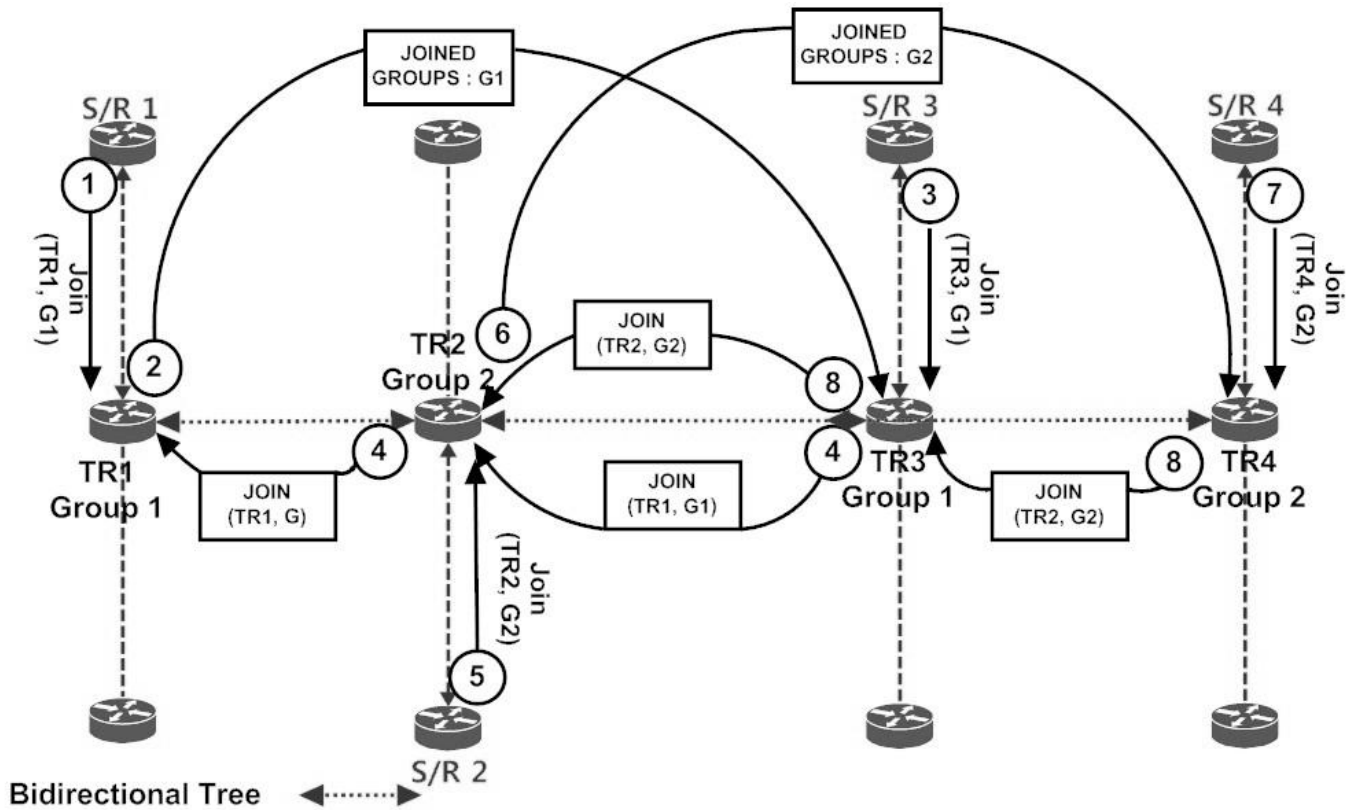 JOINED
GROUPS : G1
JOINED
GROUPS : G2
S/R 1
S/R 3
S/R 4
1
3
7
Join
(TR1, G1)
Join
(TR3, G1)
Join
(TR4, G2)
6
JOIN
(TR2, G2)
2
TR2
Group 2
8
4
4
TR1
Group 1
JOIN
(TR1, G)
JOIN
(TR1, G1)
TR3
Group 1
8
JOIN
(TR2, G2)
TR4
Group 2
Join
(TR2, G2)
5
S/R 2
Bidirectional Tree